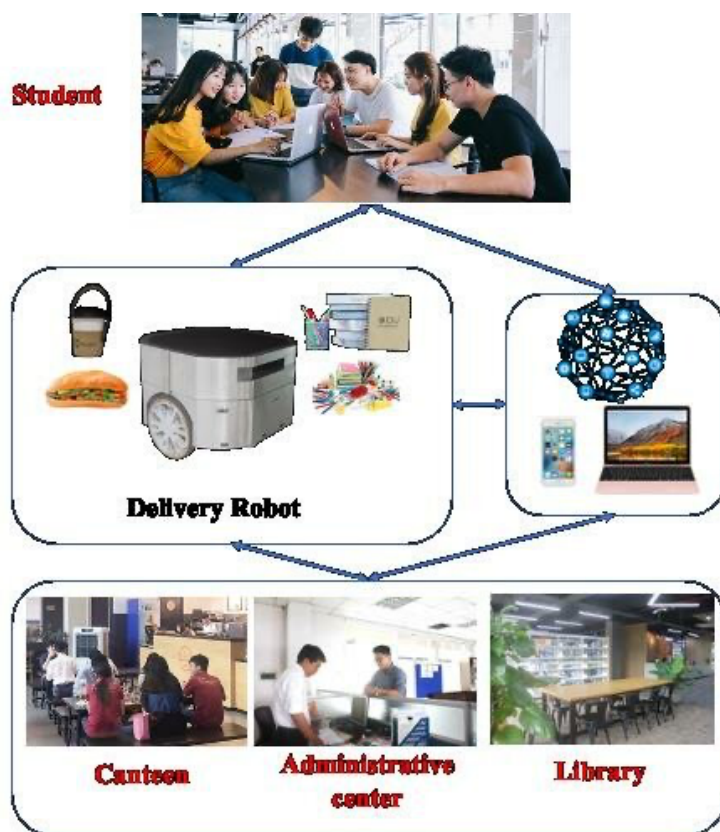 Student
Delivery Robot
Canteen
Administrative
center
Library